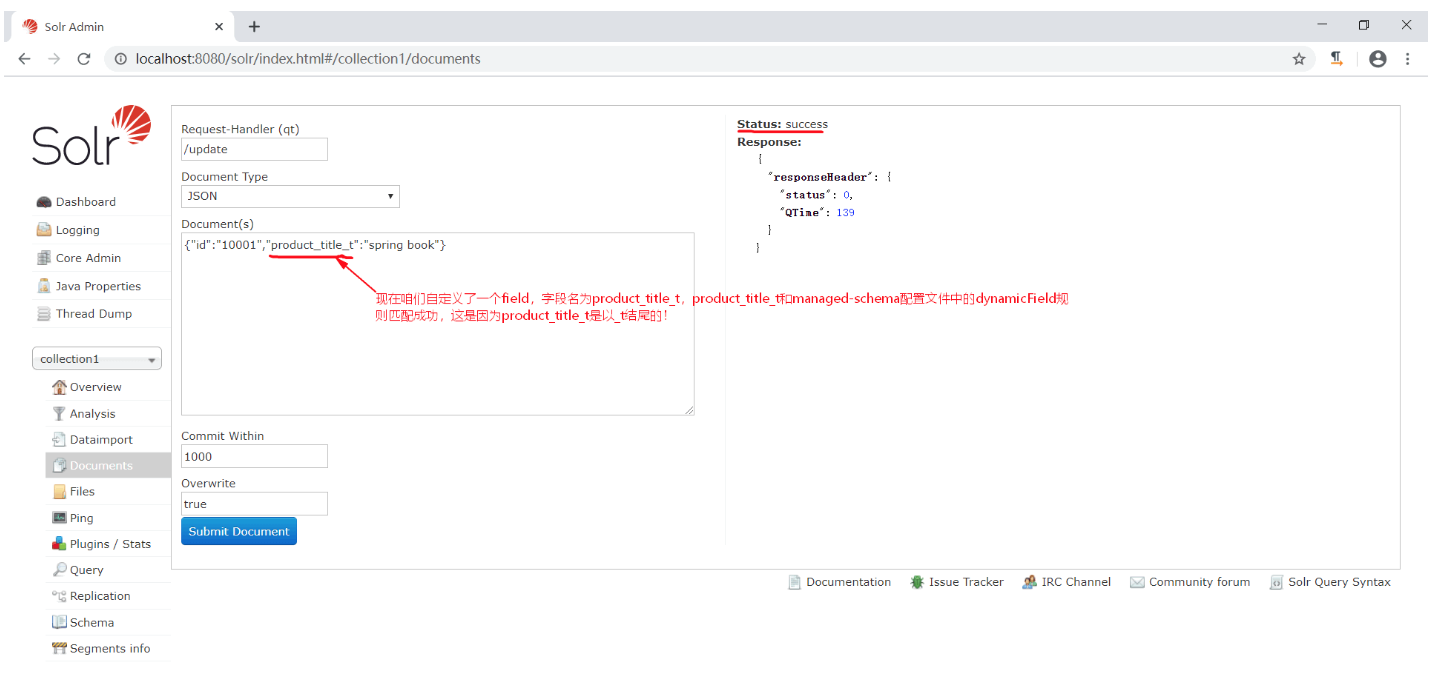 Solr Admin
localhost:8080/solr/index.html#/collection1/documents
Solr
Dashboard
Logging
Core Admin
Java Properties
Thread Dump
collection1
Overview
Analysis
Dataimport
Documents
Files
Ping
Plugins / Stats
Query
Replication
Schema
Segments info
Request-Handler (qt)
/update
Document Type
JSON
Document(s)
{"id":"10001","product_title_t":"spring book"}
现在咱们自定义了一个field，字段名为product_title_t，product_title_t和managed-schema配置文件中的dynamicField规
则匹配成功，这是因为product_title_t是以_t结尾的！
Commit Within
1000
Overwrite
true
Submit Document
Status: success
Response:
{
"responseHeader": {
"status": 0,
"QTime": 139
}
}
Documentation
Issue Tracker
IRC Channel
Community forum
Solr Query Syntax